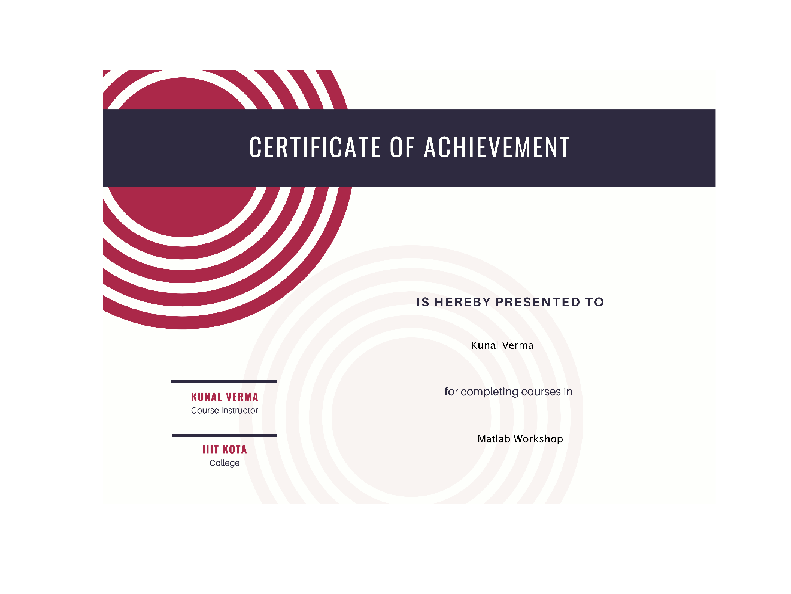 CERTIFICATE OF ACHIEVEMENT
IS HEREBY PRESENTED TO
Kunal Verma
for completing courses in
Matlab Workshop
KUNAL VERMA
Course Instructor
IIIT KOTA
College